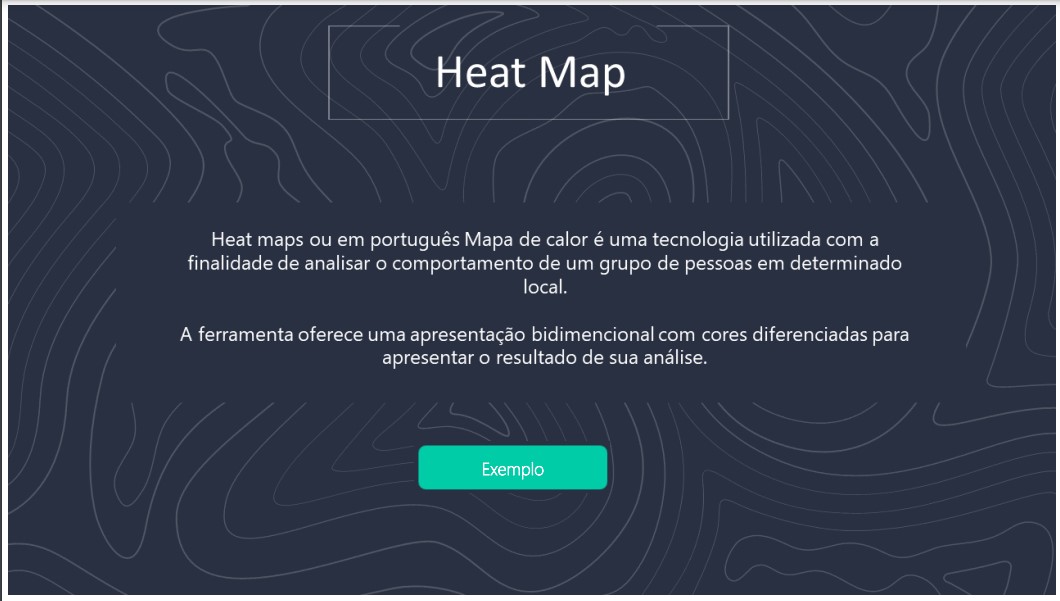 Heat Map
Heat maps ou em português Mapa de calor é uma tecnologia utilizada com a
finalidade de analisar o comportamento de um grupo de pessoas em determinado
local.
A ferramenta oferece uma apresentação bidimencional com cores diferenciadas para
apresentar o resultado de sua análise.
Exemplo